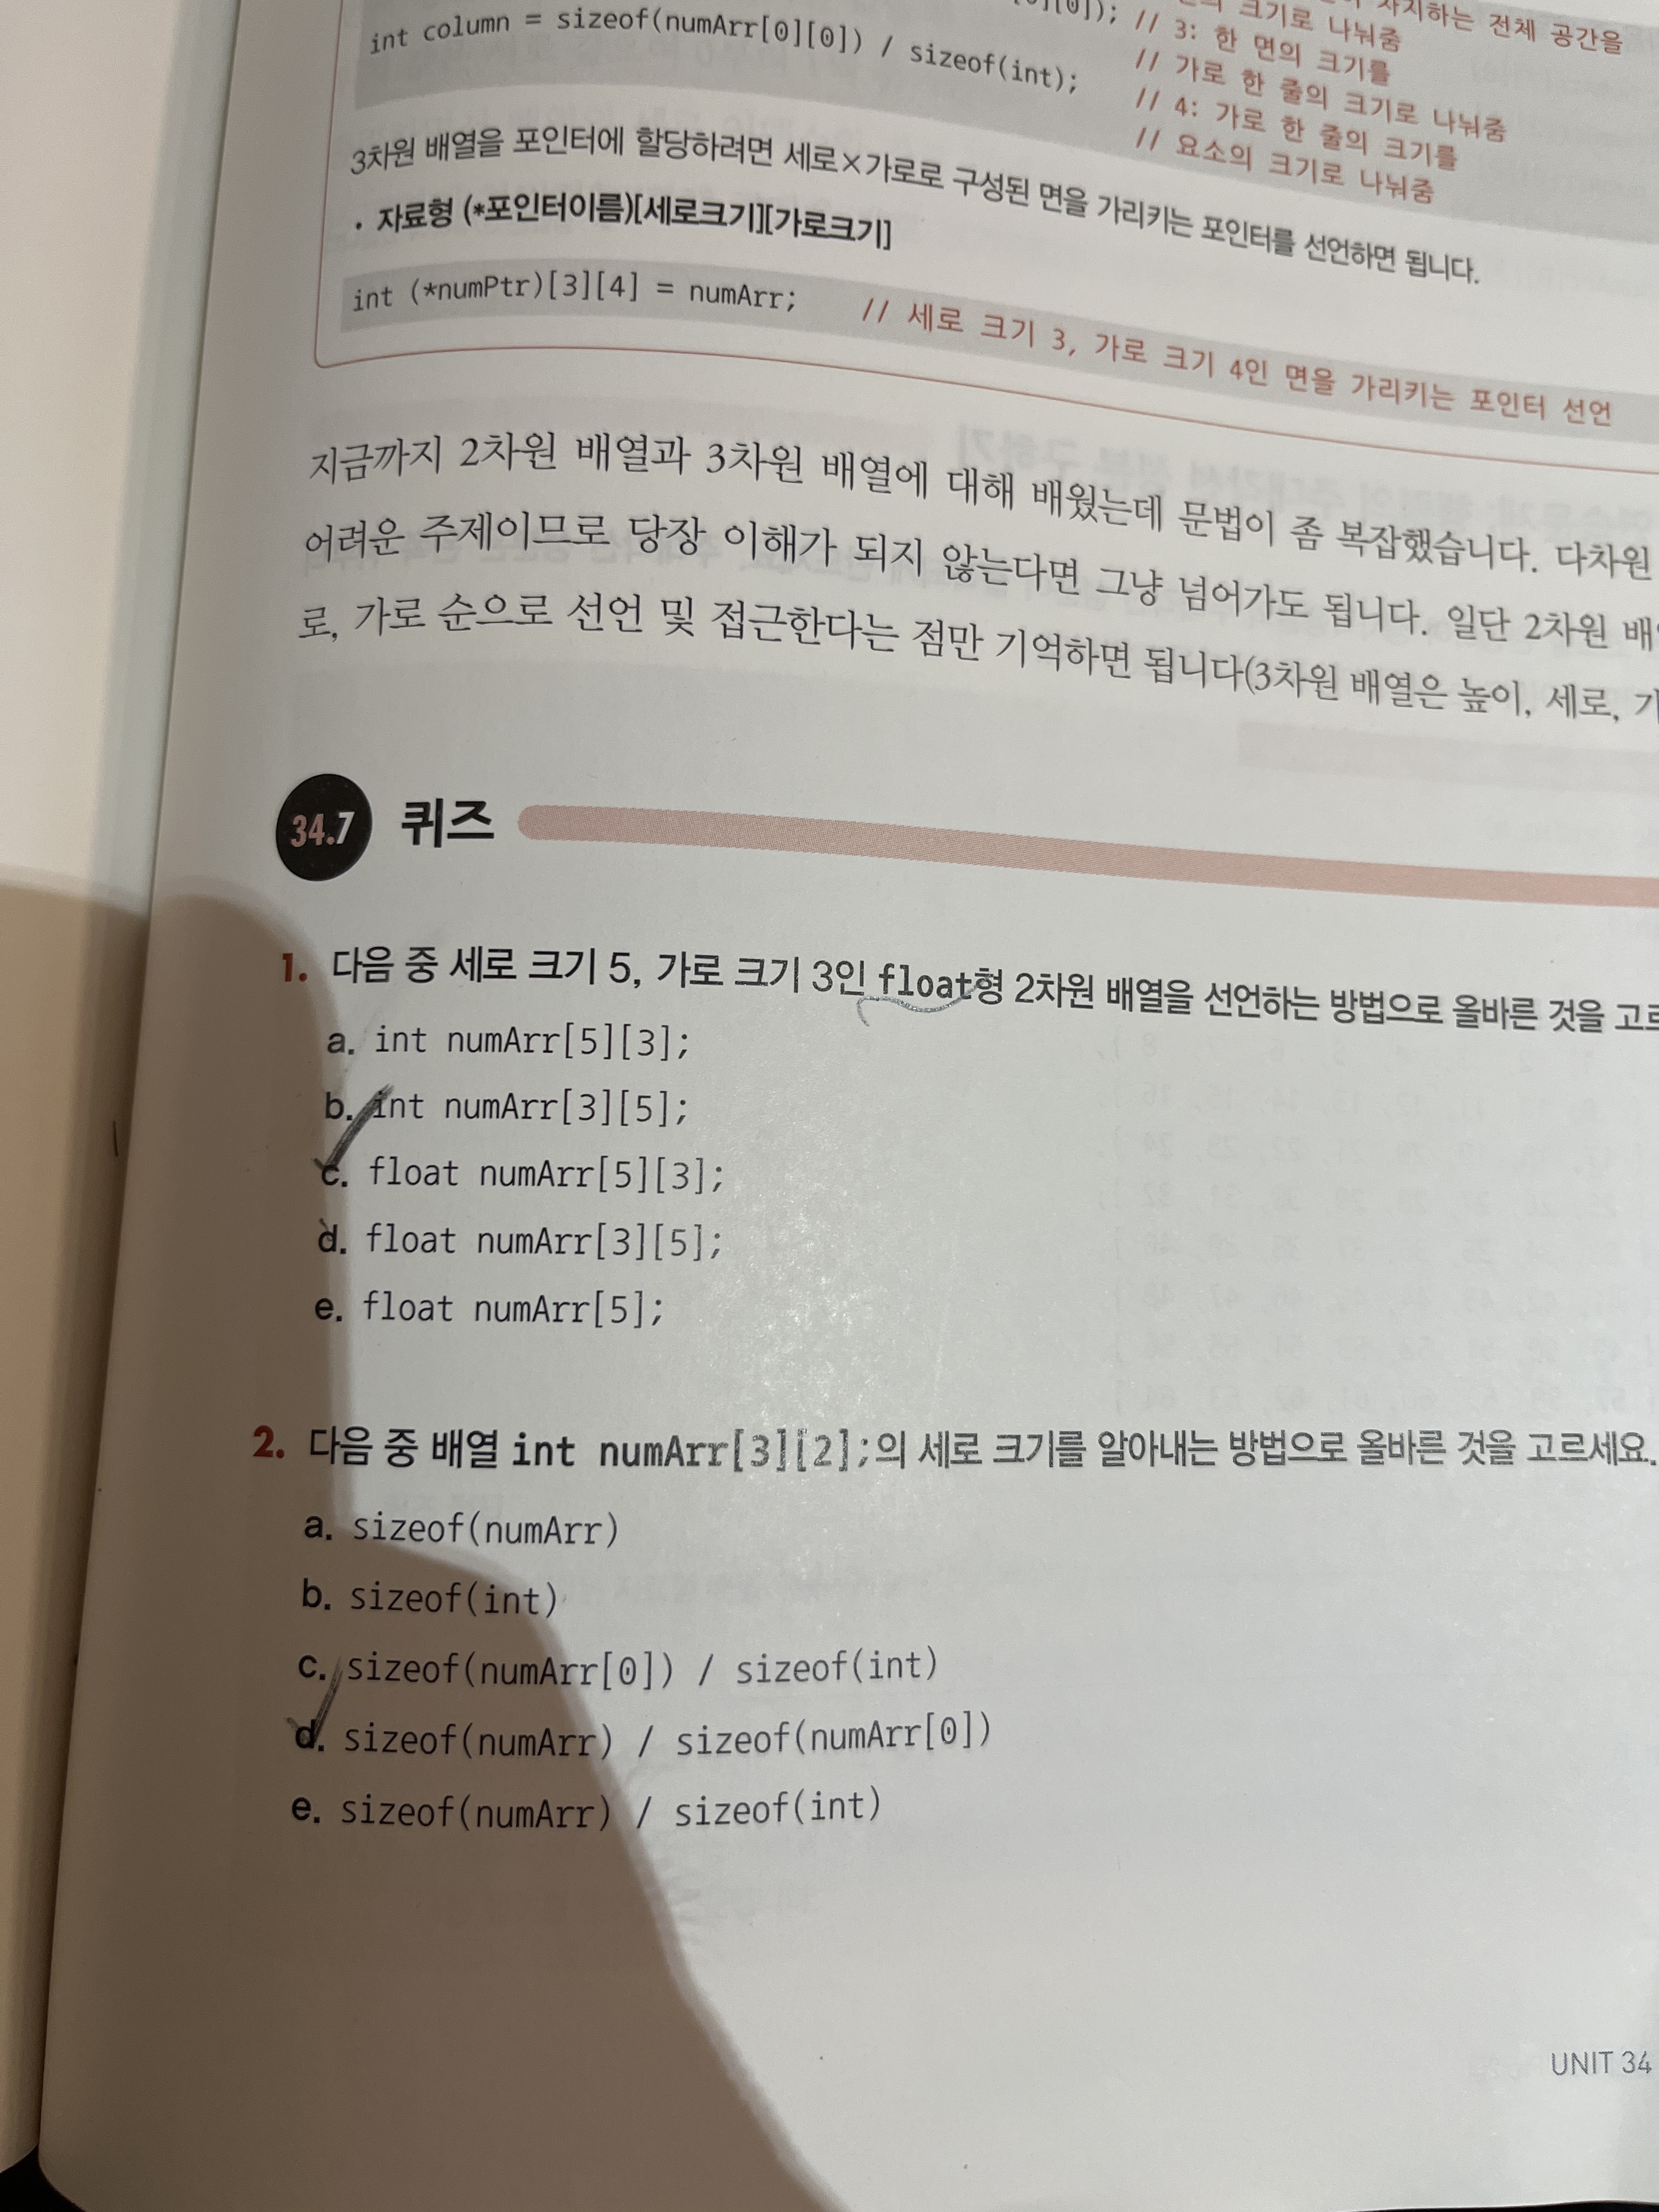 크기로 나눠줌
차지하는 전체 공간을
// 3: 한 면의 크기를
int column = sizeof(numArr[0][0]) / sizeof(int);
// 가로 한 줄의 크기로 나눠줌
// 4: 가로 한 줄의 크기를
// 요소의 크기로 나눠줌
3차원 배열을 포인터에 할당하려면 세로×가로로 구성된 면을 가리키는 포인터를 선언하면 됩니다.
• 자료형 (*포인터이름)[세로크기][가로크기]
int (*numPtr)[3][4] = numArr; // 세로 크기 3, 가로 크기 4인 면을 가리키는 포인터 선언
지금까지 2차원 배열과 3차원 배열에 대해 배웠는데 문법이 좀 복잡했습니다. 다차원
어려운 주제이므로 당장 이해가 되지 않는다면 그냥 넘어가도 됩니다. 일단 2차원
로, 가로 순으로 선언 및 접근한다는 점만 기억하면 됩니다(3차원 배열은 높이, 세로,
34.7 퀴즈
1. 다음 중 세로 크기 5, 가로 크기 3인 float형 2차원 배열을 선언하는 방법으로 올바른 것을
a. int numArr[5][3];
b. int numArr[3][5];
c. float numArr[5][3];
d. float numArr[3][5];
e. float numArr[5];
2. 다음 중 배열 int numArr[3][2];의 세로 크기를 알아내는 방법으로 올바른 것을 고르세요.
a. sizeof(numArr)
b. sizeof(int)
c. sizeof(numArr[0]) / sizeof(int)
d. sizeof(numArr) / sizeof(numArr[0])
e. sizeof(numArr) / sizeof(int)
UNIT 34